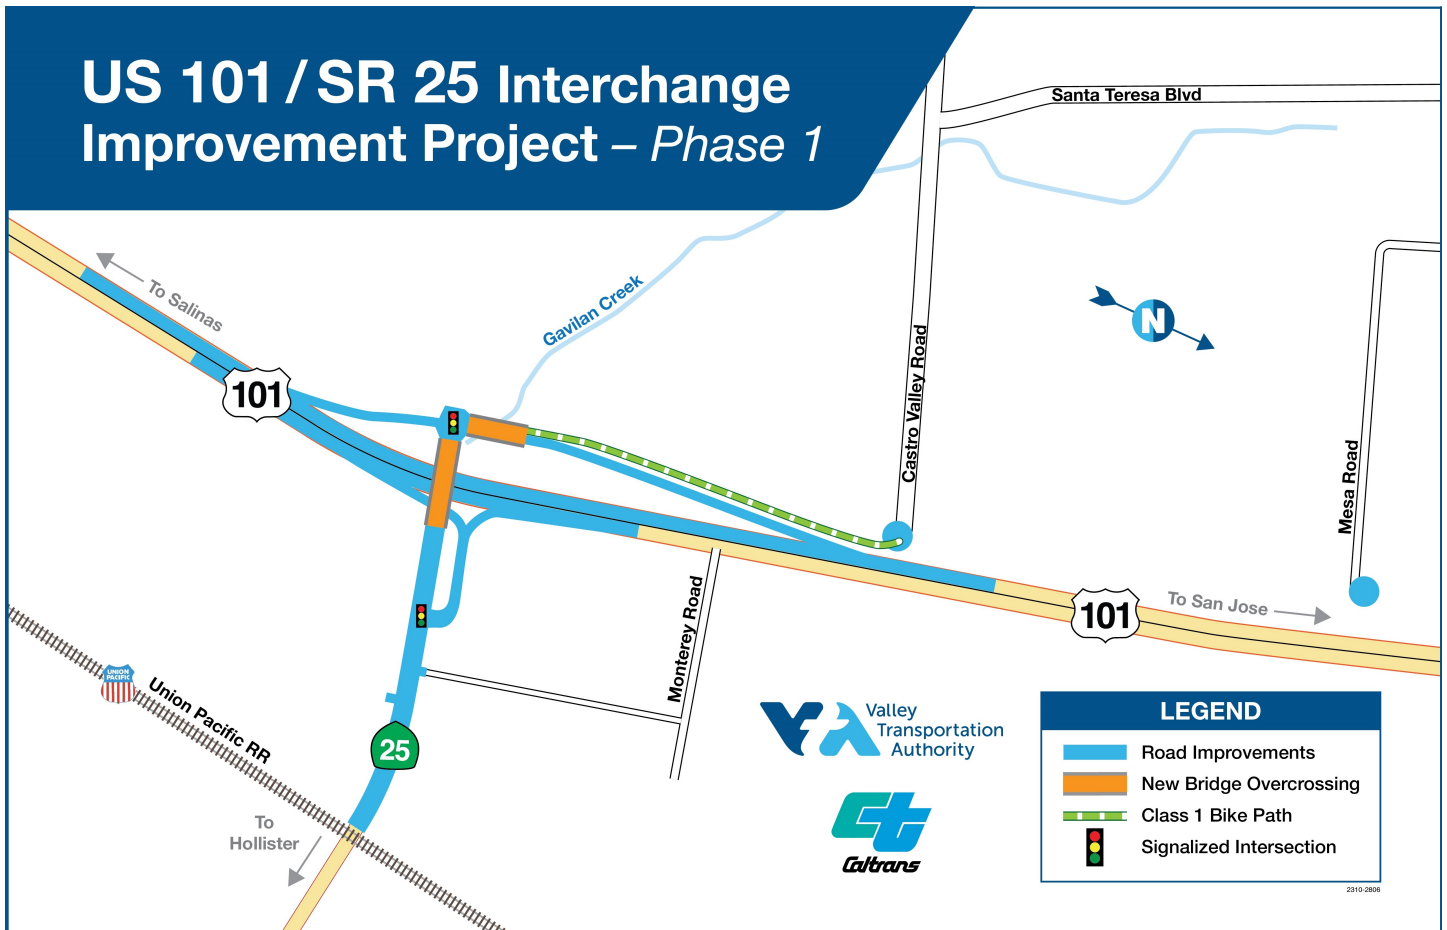 US 101 / SR 25 Interchange
Improvement Project – Phase 1
Santa Teresa Blvd
To Salinas
Gavilan Creek
N
Castro Valley Road
Mesa Road
101
101
To San Jose
Monterey Road
UNION
PACIFIC
Union Pacific RR
25
To
Hollister
Valley
Transportation
Authority
Caltrans
LEGEND
Road Improvements
New Bridge Overcrossing
Class 1 Bike Path
Signalized Intersection
2310-2806